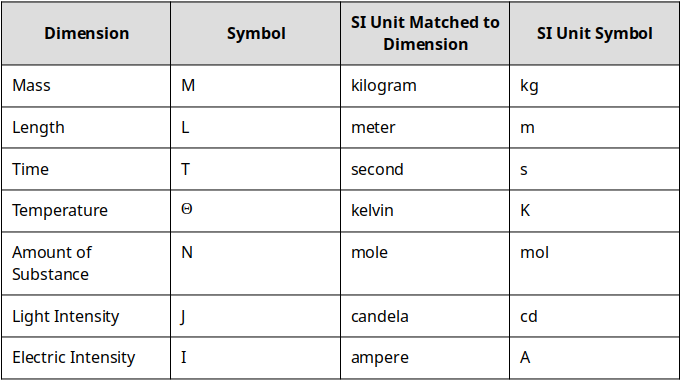 Dimension Symbol SI Unit Matched to Dimension SI Unit Symbol
Mass M kilogram kg
Length L meter m
Time T second s
Temperature Θ kelvin K
Amount of Substance N mole mol
Light Intensity J candela cd
Electric Intensity I ampere A